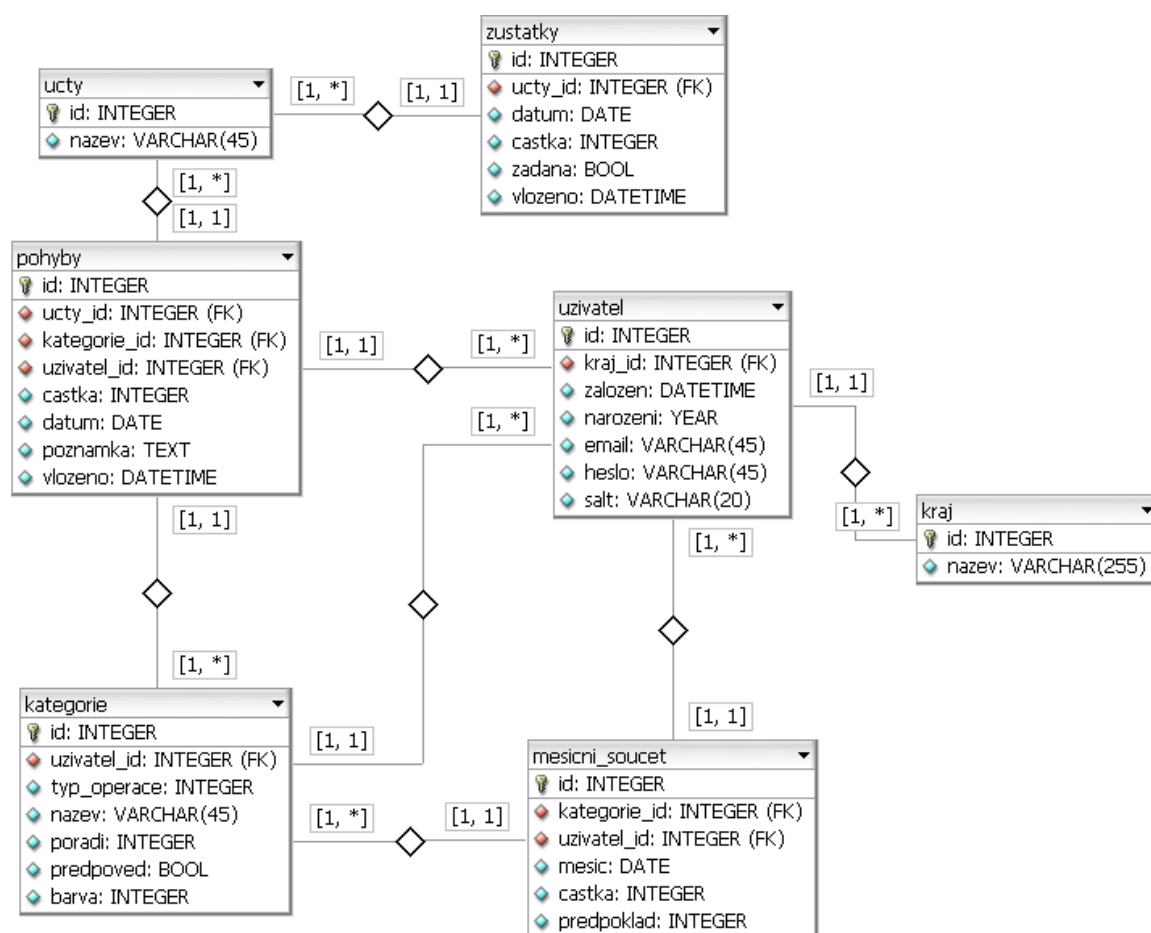 zustatky
id: INTEGER
ucty_id: INTEGER (FK)
datum: DATE
castka: INTEGER
zadana: BOOL
vlozeno: DATETIME
ucty
id: INTEGER
nazev: VARCHAR(45)
[1, *]
[1, 1]
[1, *]
[1, 1]
pohyby
id: INTEGER
ucty_id: INTEGER (FK)
kategorie_id: INTEGER (FK)
uzivatel_id: INTEGER (FK)
castka: INTEGER
datum: DATE
poznamka: TEXT
vlozeno: DATETIME
[1, 1]
[1, *]
uzivatel
id: INTEGER
kraj_id: INTEGER (FK)
zalozen: DATETIME
narozeni: YEAR
email: VARCHAR(45)
heslo: VARCHAR(45)
salt: VARCHAR(20)
[1, *]
[1, 1]
[1, *]
kraj
id: INTEGER
nazev: VARCHAR(255)
[1, 1]
[1, *]
[1, *]
[1, 1]
[1, 1]
kategorie
id: INTEGER
uzivatel_id: INTEGER (FK)
typ_operace: INTEGER
nazev: VARCHAR(45)
poradi: INTEGER
predpoved: BOOL
barva: INTEGER
[1, *]
[1, 1]
mesicni_soucet
id: INTEGER
kategorie_id: INTEGER (FK)
uzivatel_id: INTEGER (FK)
mesic: DATE
castka: INTEGER
predpoklad: INTEGER